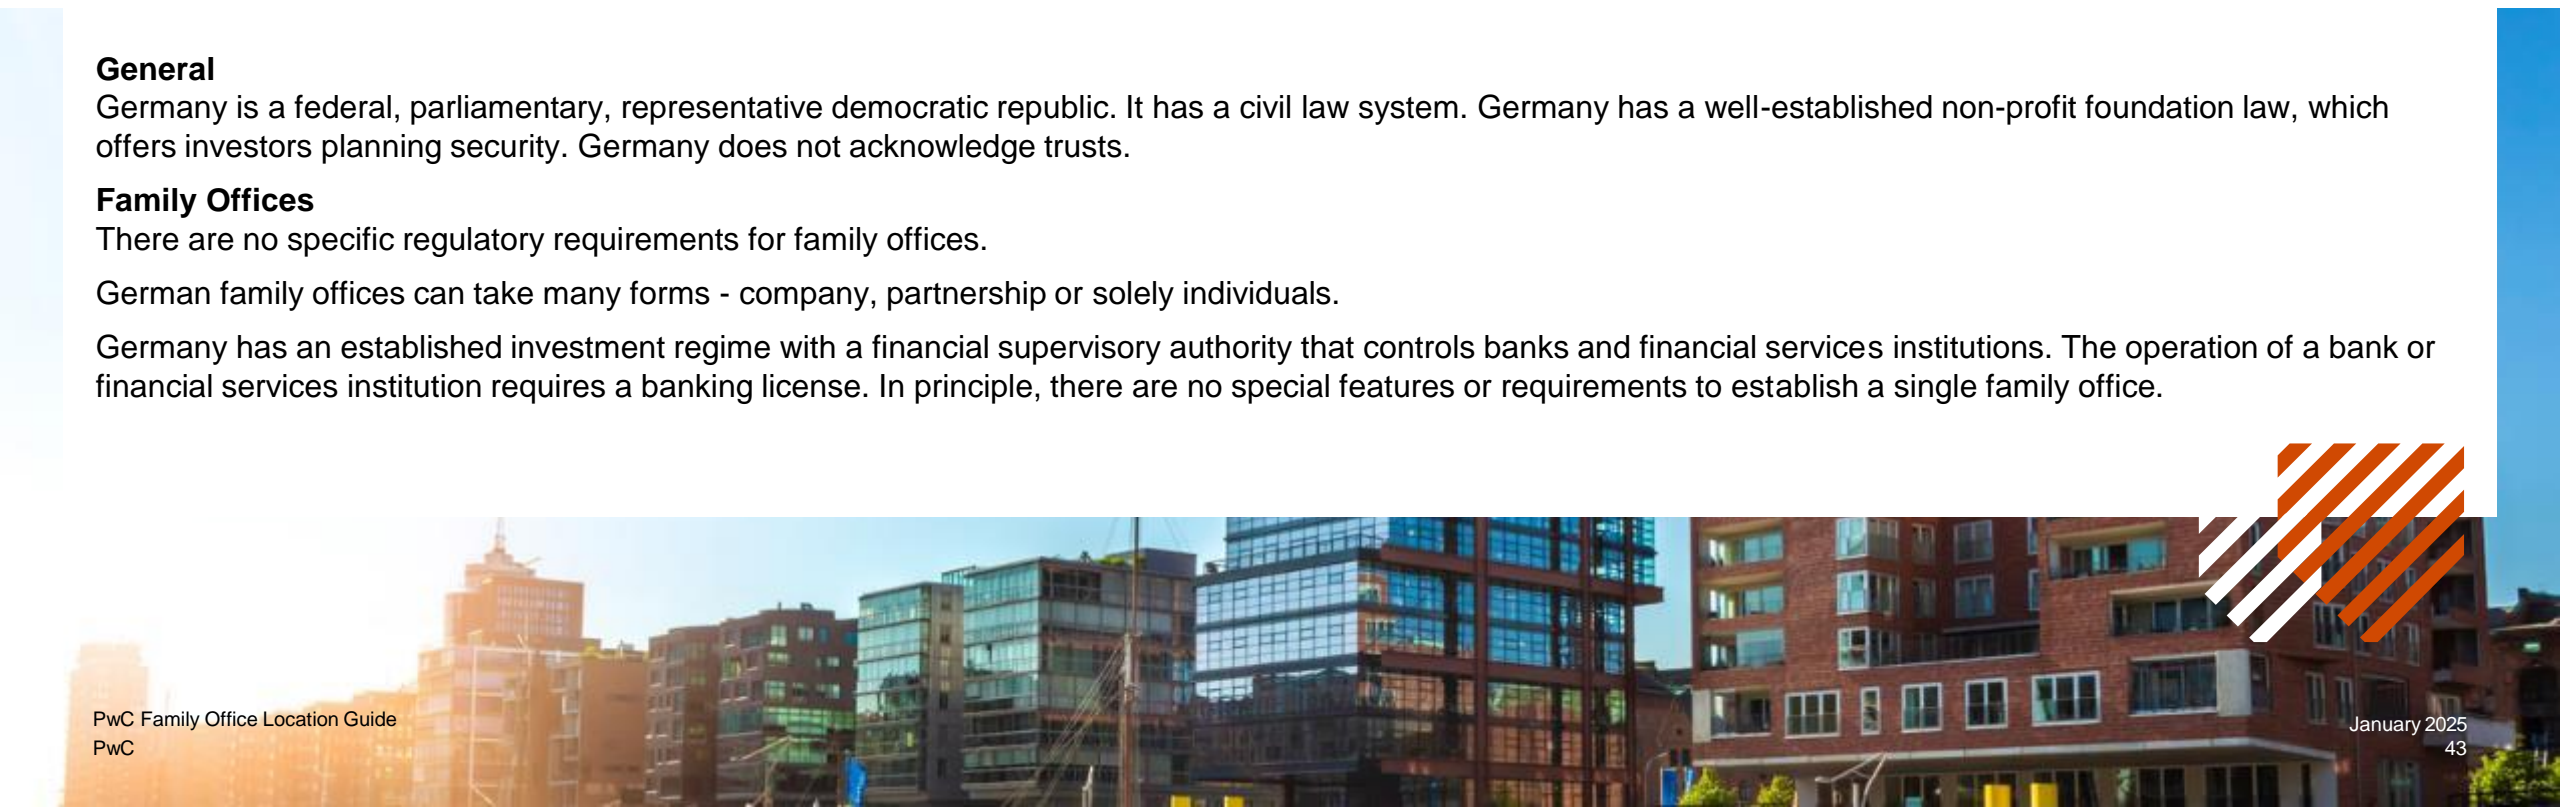 General
Germany is a federal, parliamentary, representative democratic republic. It has a civil law system. Germany has a well-established non-profit foundation law, which
offers investors planning security. Germany does not acknowledge trusts.
Family Offices
There are no specific regulatory requirements for family offices.
German family offices can take many forms - company, partnership or solely individuals.
Germany has an established investment regime with a financial supervisory authority that controls banks and financial services institutions. The operation of a bank or
financial services institution requires a banking license. In principle, there are no special features or requirements to establish a single family office.
PwC Family Office Location Guide
PwC
January 2025
43